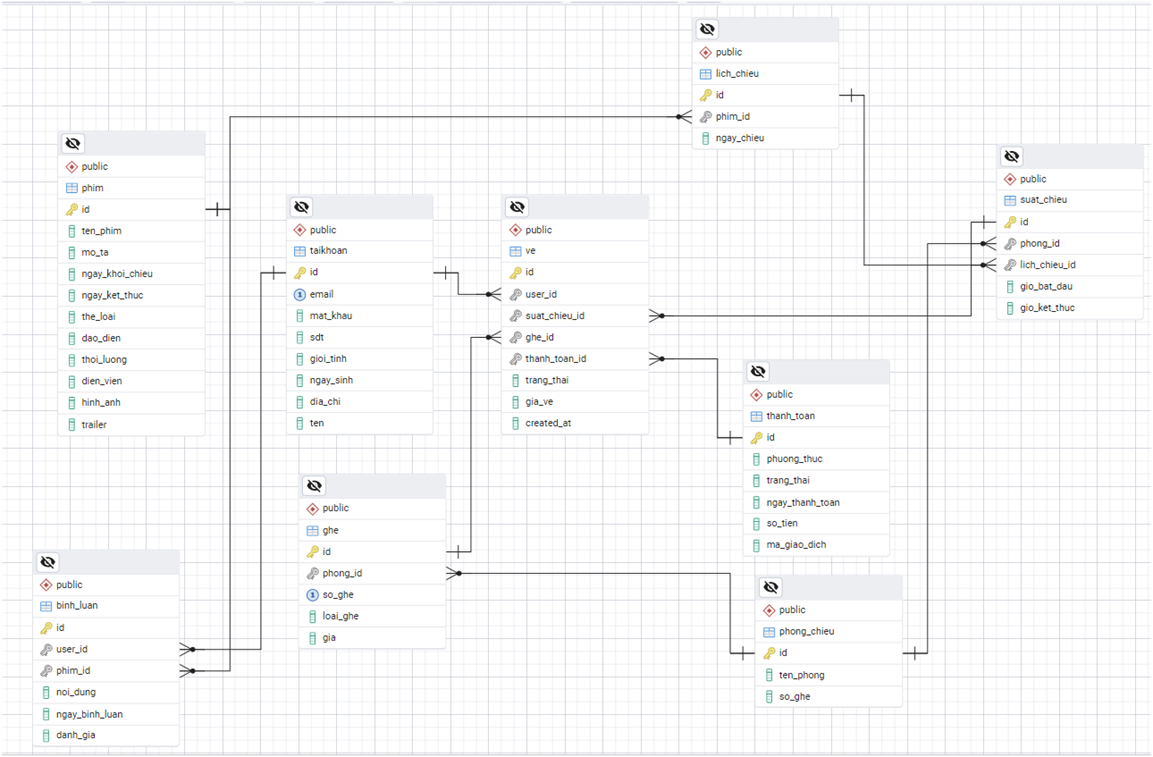 public
lich_chieu
id
phim_id
ngay_chieu
public
phim
id
ten_phim
mo_ta
ngay_khoi_chieu
ngay_ket_thuc
the_loai
dao_dien
thoi_luong
dien_vien
hinh_anh
trailer
public
taikhoan
id
1 email
mat_khau
sdt
gioi_tinh
ngay_sinh
dia_chi
ten
public
ve
id
user_id
suat_chieu_id
ghe_id
thanh_toan_id
trang_thai
gia_ve
created_at
public
suat_chieu
id
phong_id
lich_chieu_id
gio_bat_dau
gio_ket_thuc
public
thanh_toan
id
phuong_thuc
trang_thai
ngay_thanh_toan
so_tien
ma_giao_dich
public
ghe
id
phong_id
1 so_ghe
loai_ghe
gia
public
binh_luan
id
user_id
phim_id
noi_dung
ngay_binh_luan
danh_gia
public
phong_chieu
id
ten_phong
so_ghe